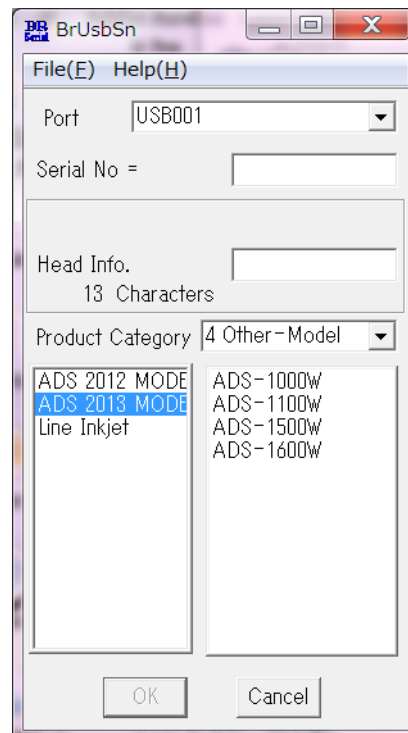 BrUsbSn
File(F) Help(H)
Port USB001
Serial No =
Head Info.
13 Characters
Product Category 4 Other-Model
ADS 2012 MODE
ADS 2013 MODE
Line Inkjet
ADS-1000W
ADS-1100W
ADS-1500W
ADS-1600W
OK Cancel